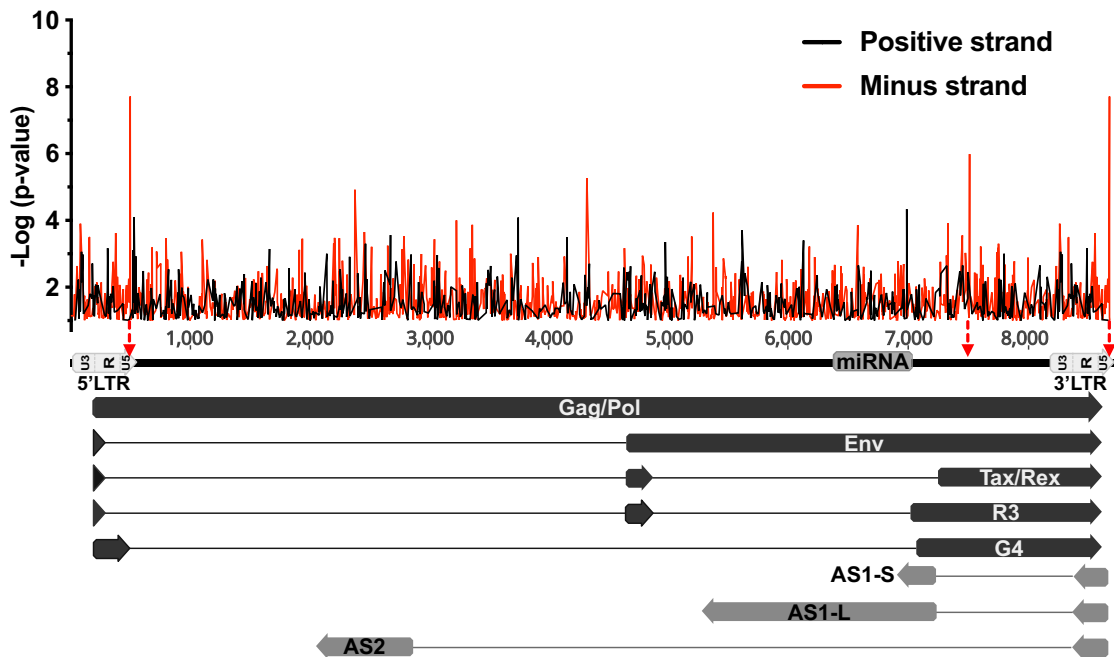 10
8
6
4
2
-Log (p-value)
Positive strand
Minus strand
1,000 2,000 3,000 4,000 5,000 6,000 7,000 8,000
U3 R U5
5'LTR
miRNA
U3 R U5
3'LTR
Gag/Pol
Env
Tax/Rex
R3
G4
AS1-S
AS1-L
AS2